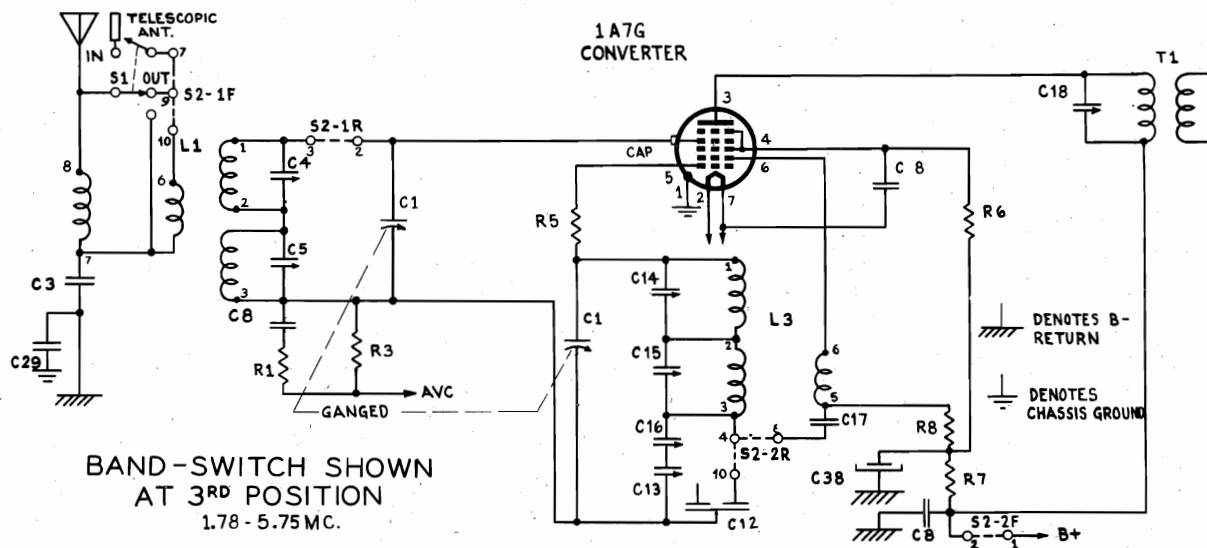 TELESCOPIC
ANT.
IN
7
S1 OUT
9
S2-1F
10
L1
8
6
7
C3
C29
1
C4
2
C5
3
C8
R1
R3
AVC
GANGED
S2-1R
3
2
C1
1A7G
CONVERTER
3
CAP
4
5
6
1
2
7
C 8
R5
R6
T1
C18
C1
C14
1
C15
2
L3
3
C16
C13
4
S2-2R
10
C12
6
5
C17
R8
C38
R7
C8
S2-2F
2
1
B+
DENOTES B-
RETURN
DENOTES
CHASSIS GROUND
BAND-SWITCH SHOWN
AT 3RD POSITION
1.78 - 5.75 MC.